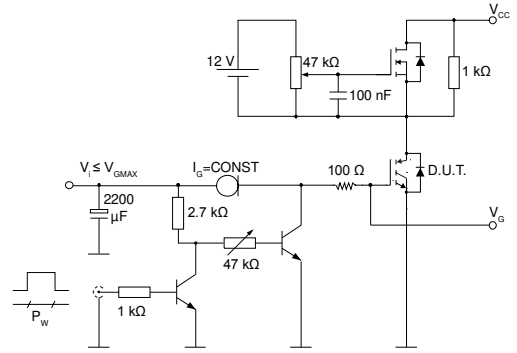 V_CC
12 V
47 kΩ
1 kΩ
100 nF
V_i ≤ V_GMAX
I_G=CONST
100 Ω
D.U.T.
2200
μF
2.7 kΩ
V_G
47 kΩ
1 kΩ
P_W